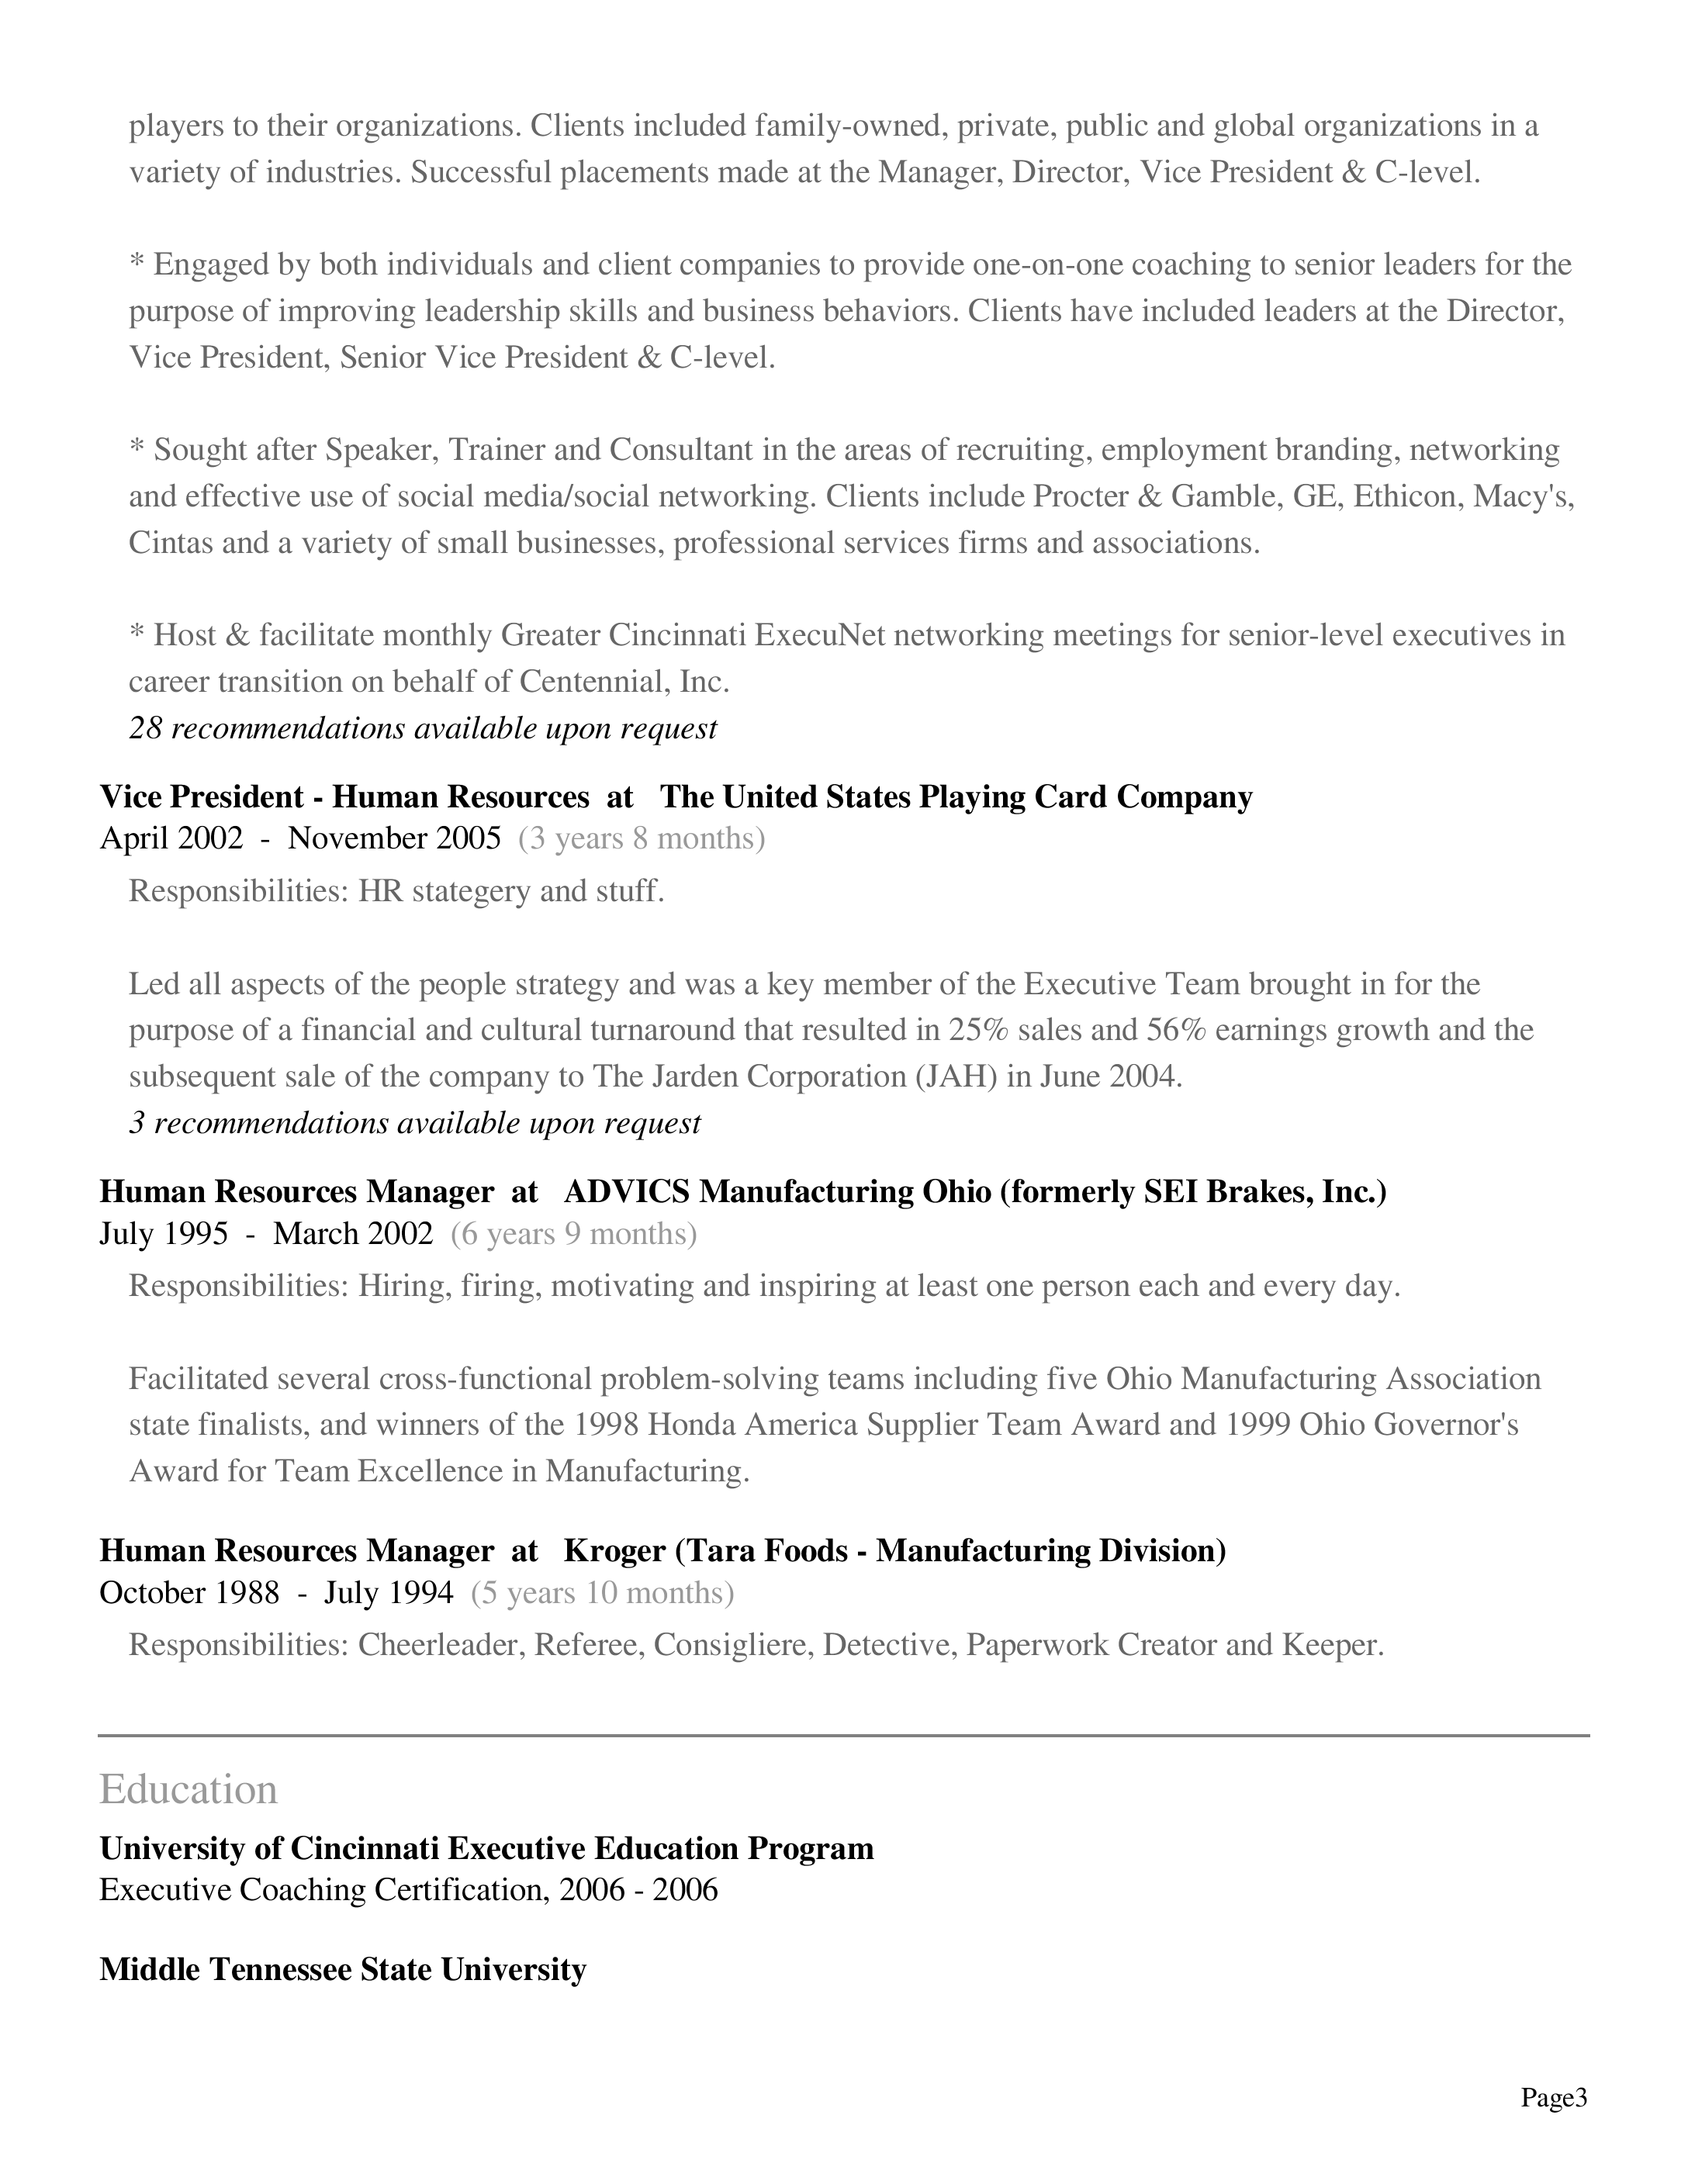 players to their organizations. Clients included family-owned, private, public and global organizations in a
variety of industries. Successful placements made at the Manager, Director, Vice President & C-level.
* Engaged by both individuals and client companies to provide one-on-one coaching to senior leaders for the
purpose of improving leadership skills and business behaviors. Clients have included leaders at the Director,
Vice President, Senior Vice President & C-level.
* Sought after Speaker, Trainer and Consultant in the areas of recruiting, employment branding, networking
and effective use of social media/social networking. Clients include Procter & Gamble, GE, Ethicon, Macy's,
Cintas and a variety of small businesses, professional services firms and associations.
* Host & facilitate monthly Greater Cincinnati ExecuNet networking meetings for senior-level executives in
career transition on behalf of Centennial, Inc.
28 recommendations available upon request
Vice President - Human Resources at The United States Playing Card Company
April 2002 - November 2005 (3 years 8 months)
Responsibilities: HR stategery and stuff.
Led all aspects of the people strategy and was a key member of the Executive Team brought in for the
purpose of a financial and cultural turnaround that resulted in 25% sales and 56% earnings growth and the
subsequent sale of the company to The Jarden Corporation (JAH) in June 2004.
3 recommendations available upon request
Human Resources Manager at ADVICS Manufacturing Ohio (formerly SEI Brakes, Inc.)
July 1995 - March 2002 (6 years 9 months)
Responsibilities: Hiring, firing, motivating and inspiring at least one person each and every day.
Facilitated several cross-functional problem-solving teams including five Ohio Manufacturing Association
state finalists, and winners of the 1998 Honda America Supplier Team Award and 1999 Ohio Governor's
Award for Team Excellence in Manufacturing.
Human Resources Manager at Kroger (Tara Foods - Manufacturing Division)
October 1988 - July 1994 (5 years 10 months)
Responsibilities: Cheerleader, Referee, Consigliere, Detective, Paperwork Creator and Keeper.
Education
University of Cincinnati Executive Education Program
Executive Coaching Certification, 2006 - 2006
Middle Tennessee State University
Page3